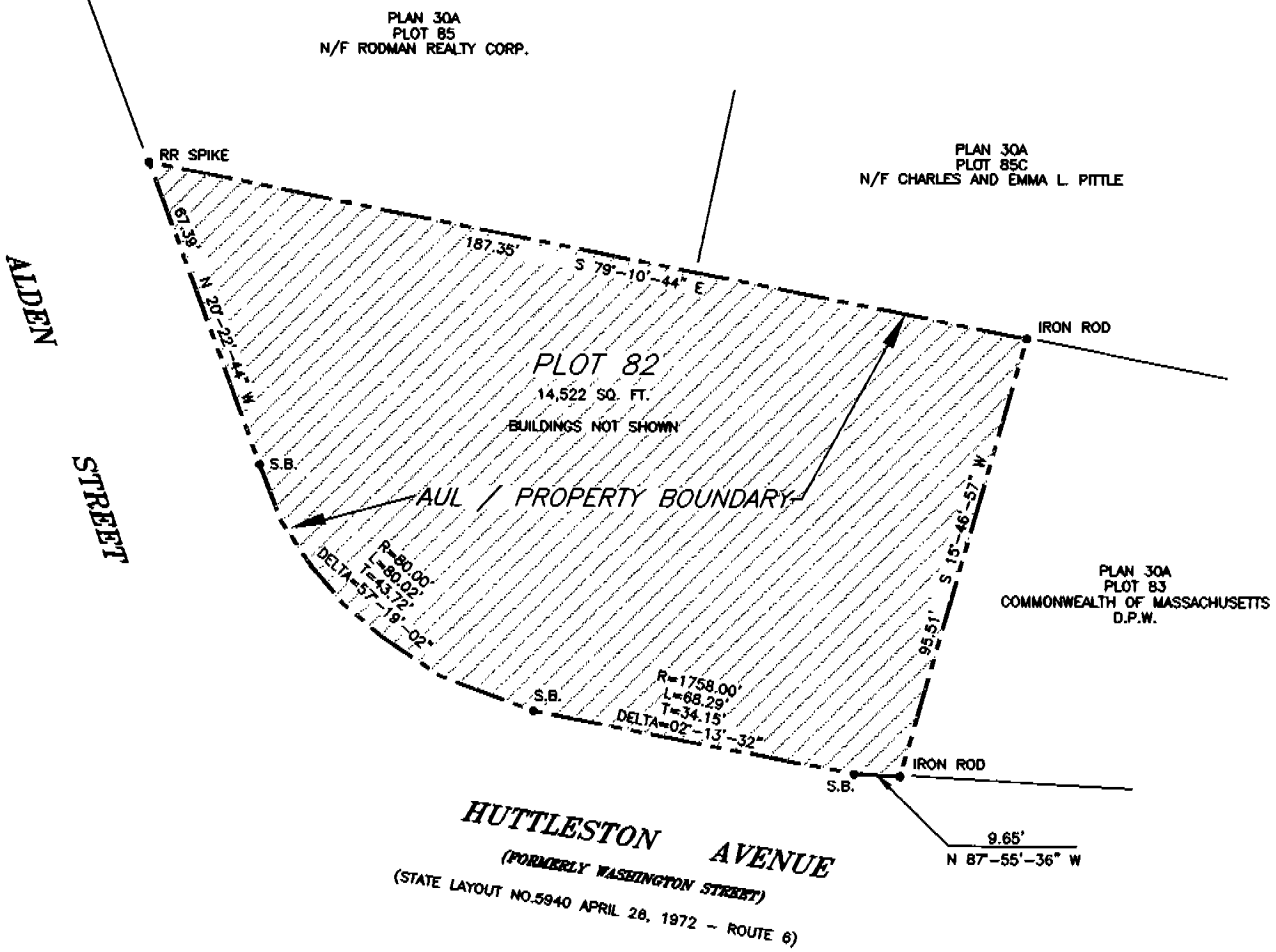 PLAN 30A
PLOT 85
N/F RODMAN REALTY CORP.
PLAN 30A
PLOT 85C
N/F CHARLES AND EMMA L. PITTLE
RR SPIKE
67.39' N 20°-22'-44" W
187.35' S 79°-10'-44" E
IRON ROD
ALDEN STREET
PLOT 82
14,522 SQ. FT.
BUILDINGS NOT SHOWN
S.B.
AUL / PROPERTY BOUNDARY
R=80.00'
L=80.02'
T=43.72'
DELTA=57°-19'-02"
95.51' S 15°-46'-57" W
PLAN 30A
PLOT 83
COMMONWEALTH OF MASSACHUSETTS
D.P.W.
S.B.
R=1758.00'
L=68.29'
T=34.15'
DELTA=02°-13'-32"
S.B.
IRON ROD
9.65'
N 87°-55'-36" W
HUTTLESTON AVENUE
(FORMERLY WASHINGTON STREET)
(STATE LAYOUT NO.5940 APRIL 28, 1972 - ROUTE 6)